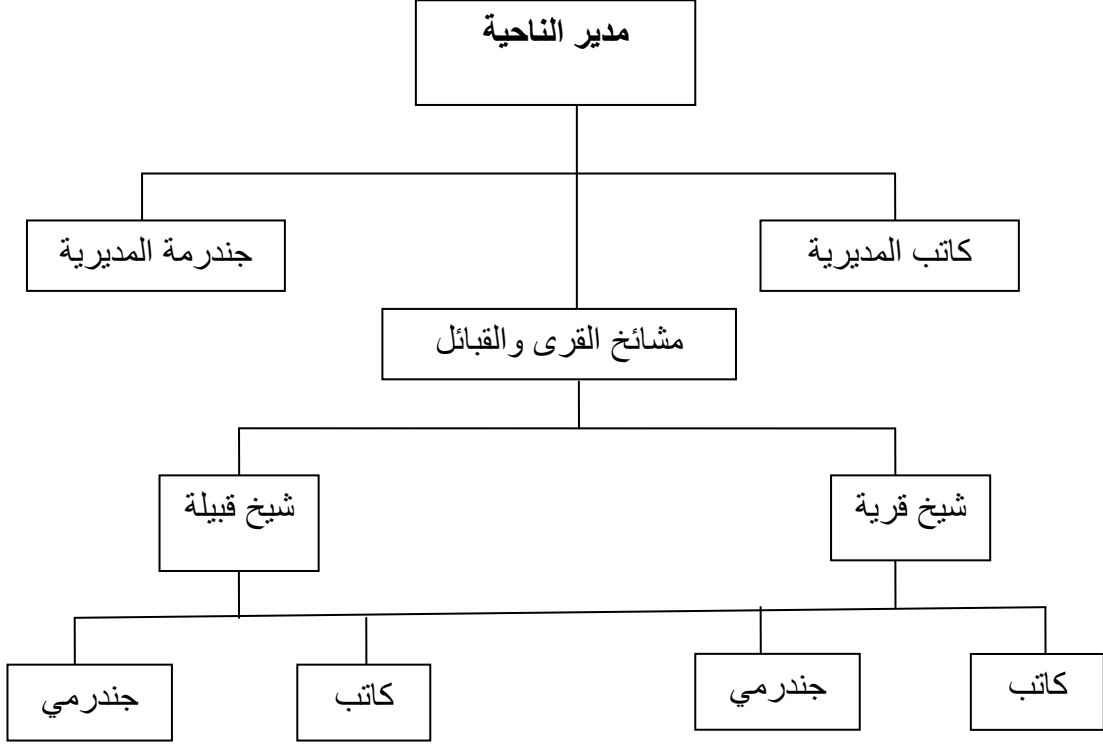 مدير الناحية
كاتب المديرية
جندرمة المديرية
مشائخ القرى والقبائل
شيخ قرية
شيخ قبيلة
كاتب
جندرمي
كاتب
جندرمي